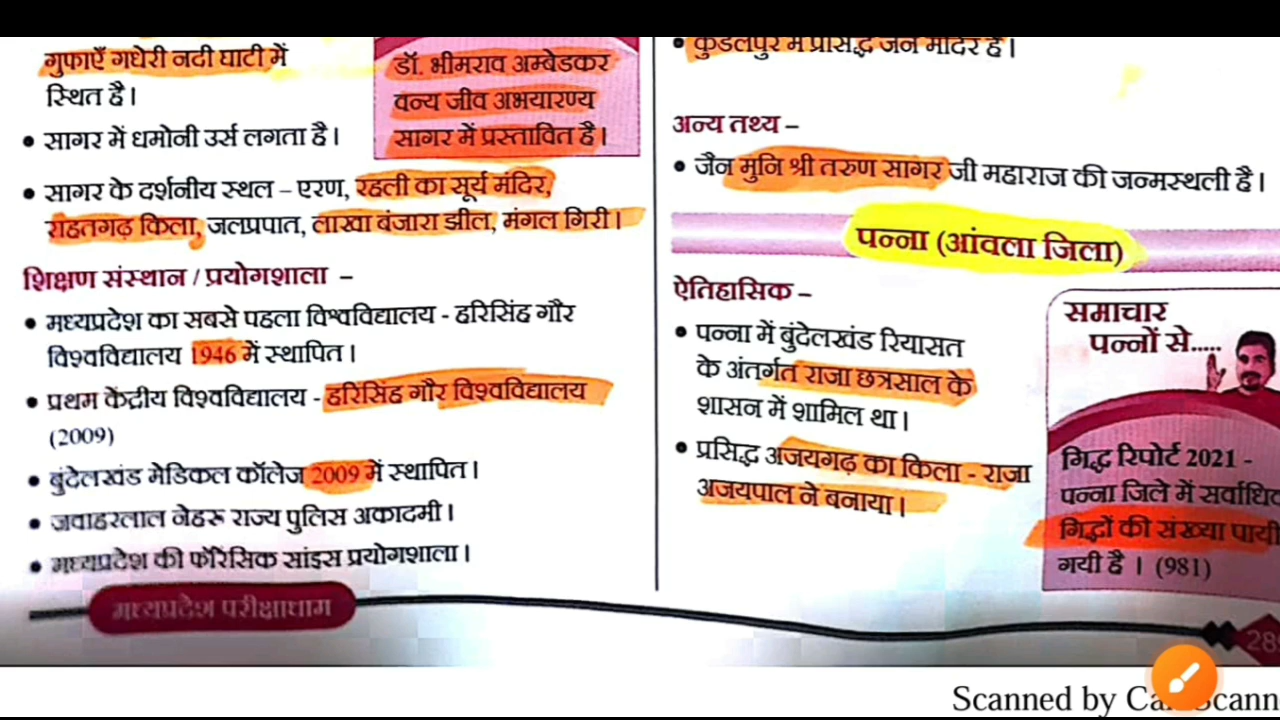 गुफाएँ गधेरी नदी घाटी में
स्थित है।
• सागर में धमोनी उर्स लगता है।
डॉ. भीमराव अम्बेडकर
वन्य जीव अभयारण्य
सागर में प्रस्तावित है।
• सागर के दर्शनीय स्थल – एरण, रहली का सूर्य मंदिर,
राहतगढ़ किला, जलप्रपात, लाखा बंजारा झील, मंगल गिरी।
शिक्षण संस्थान / प्रयोगशाला –
• मध्यप्रदेश का सबसे पहला विश्वविद्यालय - हरिसिंह गौर
विश्वविद्यालय 1946 में स्थापित।
• प्रथम केंद्रीय विश्वविद्यालय - हरिसिंह गौर विश्वविद्यालय
(2009)
• बुंदेलखंड मेडिकल कॉलेज 2009 में स्थापित।
• जवाहरलाल नेहरू राज्य पुलिस अकादमी।
• मध्यप्रदेश की फॉरेंसिक सांइस प्रयोगशाला।
मध्यप्रदेश परीक्षाधाम
• कुंडलपुर में प्रसिद्ध जैन मंदिर है।
अन्य तथ्य –
• जैन मुनि श्री तरुण सागर जी महाराज की जन्मस्थली है।
पन्ना (आंवला जिला)
ऐतिहासिक –
• पन्ना में बुंदेलखंड रियासत
के अंतर्गत राजा छत्रसाल के
शासन में शामिल था।
• प्रसिद्ध अजयगढ़ का किला - राजा
अजयपाल ने बनाया।
समाचार
पन्नों से.....
गिद्ध रिपोर्ट 2021 -
पन्ना जिले में
गिद्धों की संख्या पायी
गयी है। (981)
Scanned by